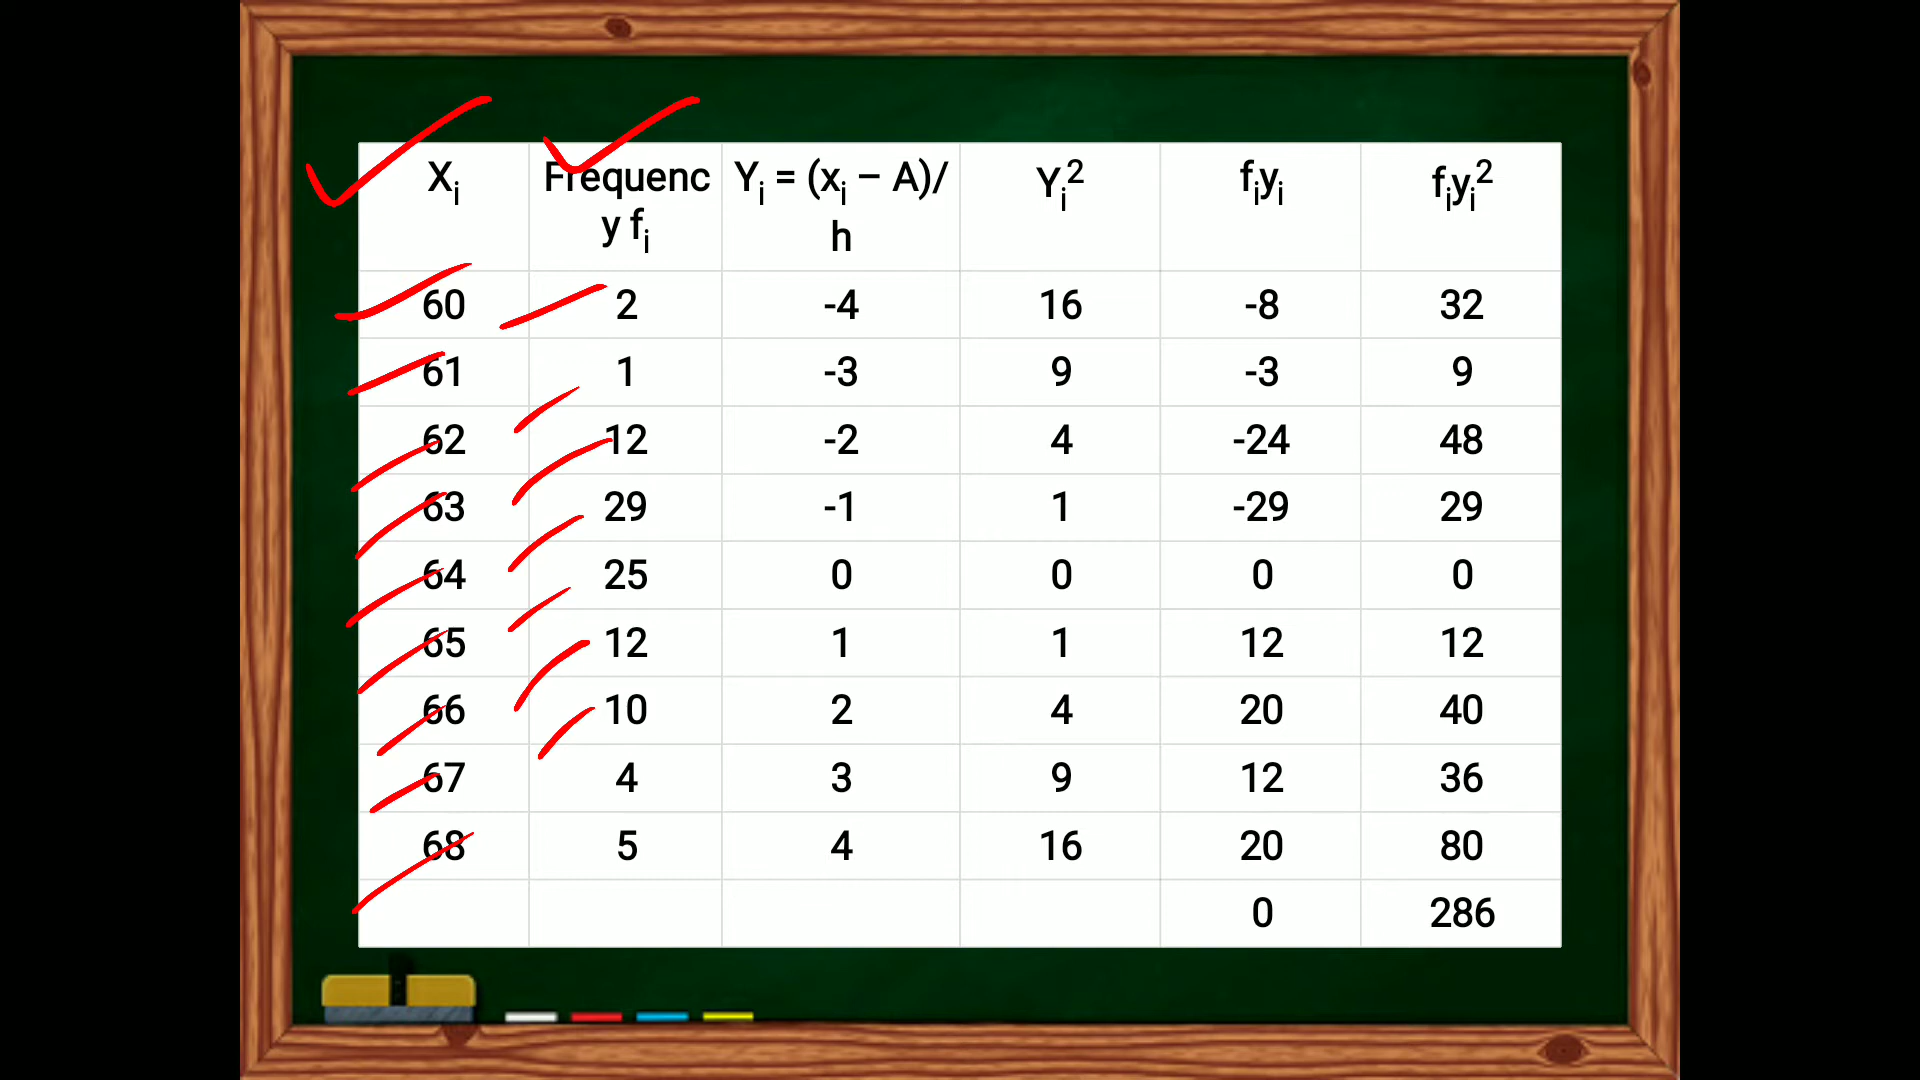 Xi Frequenc Yi = (xi – A)/ Yi² fiyi fiyi²
y fi h
60 2 -4 16 -8 32
61 1 -3 9 -3 9
62 12 -2 4 -24 48
63 29 -1 1 -29 29
64 25 0 0 0 0
65 12 1 1 12 12
66 10 2 4 20 40
67 4 3 9 12 36
68 5 4 16 20 80
0 286